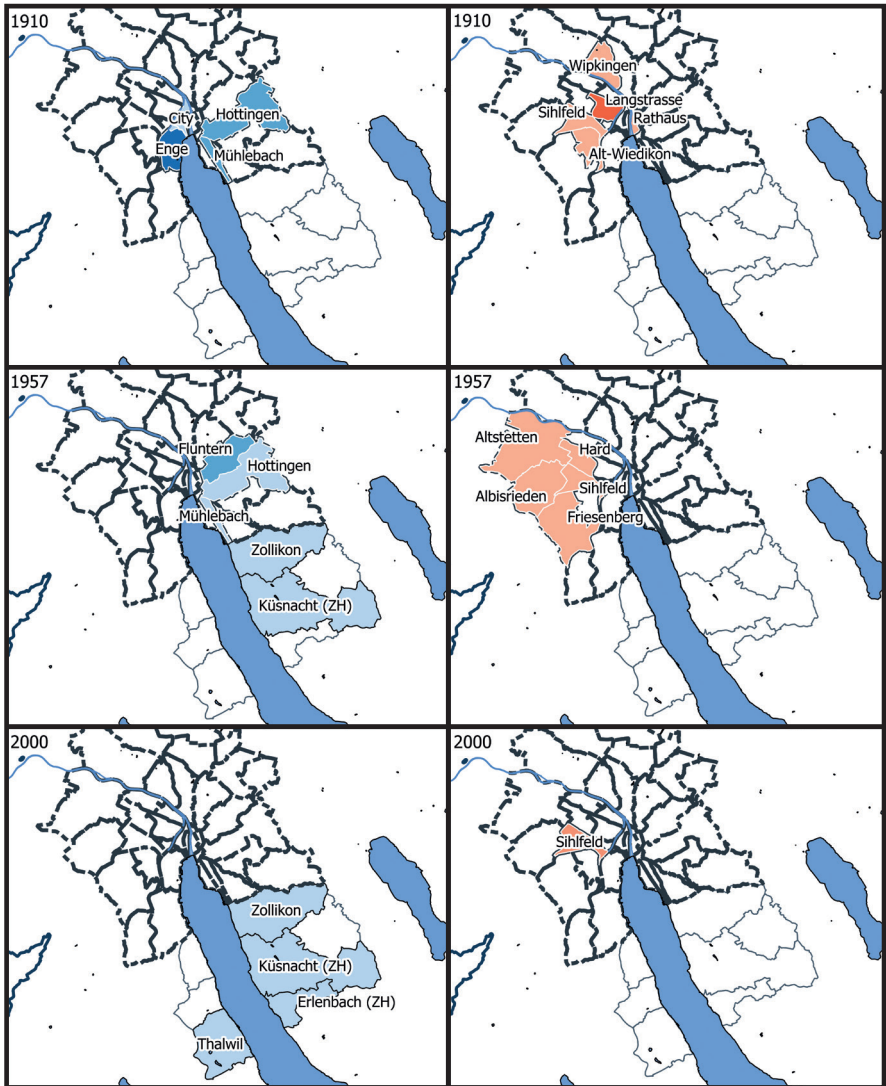 1910
City
Hottingen
Enge
Mühlebach
1910
Wipkingen
Langstrasse
Sihlfeld
Rathaus
Alt-Wiedikon
1957
Fluntern
Hottingen
Mühlebach
Zollikon
Küsnacht (ZH)
1957
Altstetten
Hard
Sihlfeld
Albisrieden
Friesenberg
2000
Zollikon
Küsnacht (ZH)
Erlenbach (ZH)
Thalwil
2000
Sihlfeld